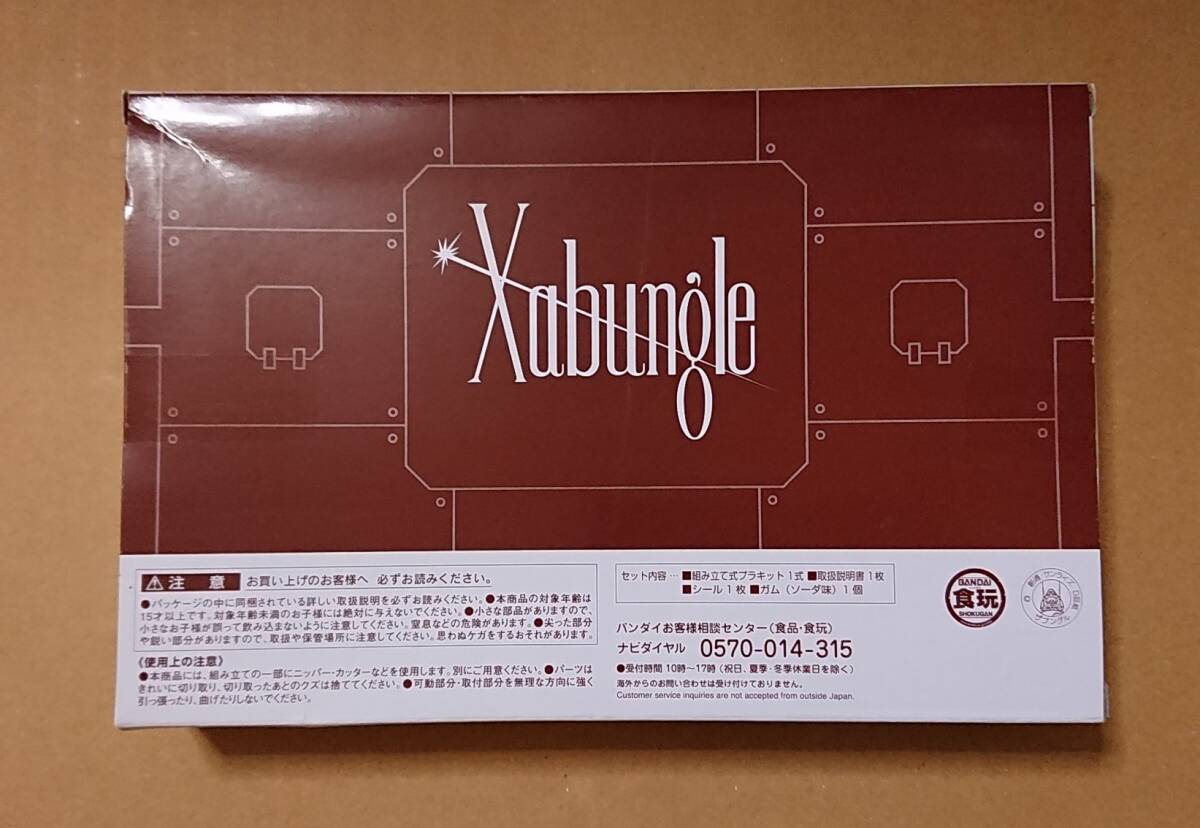 Xabungle
注 意 お買い上げのお客様へ 必ずお読みください。
●パッケージの中に同梱されている詳しい取扱説明を必ずお読みください。●本商品の対象年齢は
15才以上です。対象年齢未満のお子様には絶対に与えないでください。●小さな部品がありますので、
小さなお子様が誤って飲み込まないように注意してください。窒息などの危険があります。●尖った部分
や鋭い部分がありますので、取扱や保管場所に注意してください。思わぬケガをするおそれがあります。
《使用上の注意》
●本商品には、組み立ての一部にニッパー・カッターなどを使用します。別にご用意ください。●パーツは
きれいに切り取り、切り取ったあとのクズは捨ててください。●可動部分・取付部分を無理な方向に強く
引っ張ったり、曲げたりしないでください。
セット内容 … ■組み立て式プラキット 1式 ■取扱説明書 1枚
■シール 1枚 ■ガム（ソーダ味）1個
バンダイお客様相談センター（食品・食玩）
ナビダイヤル 0570-014-315
●受付時間 10時～17時（祝日、夏季・冬季休業日を除く）
海外からのお問い合わせは受け付けておりません。
Customer service inquiries are not accepted from outside Japan.
BANDAI
食玩
SHOKUGAN
創通 サンライズ
ザブングル